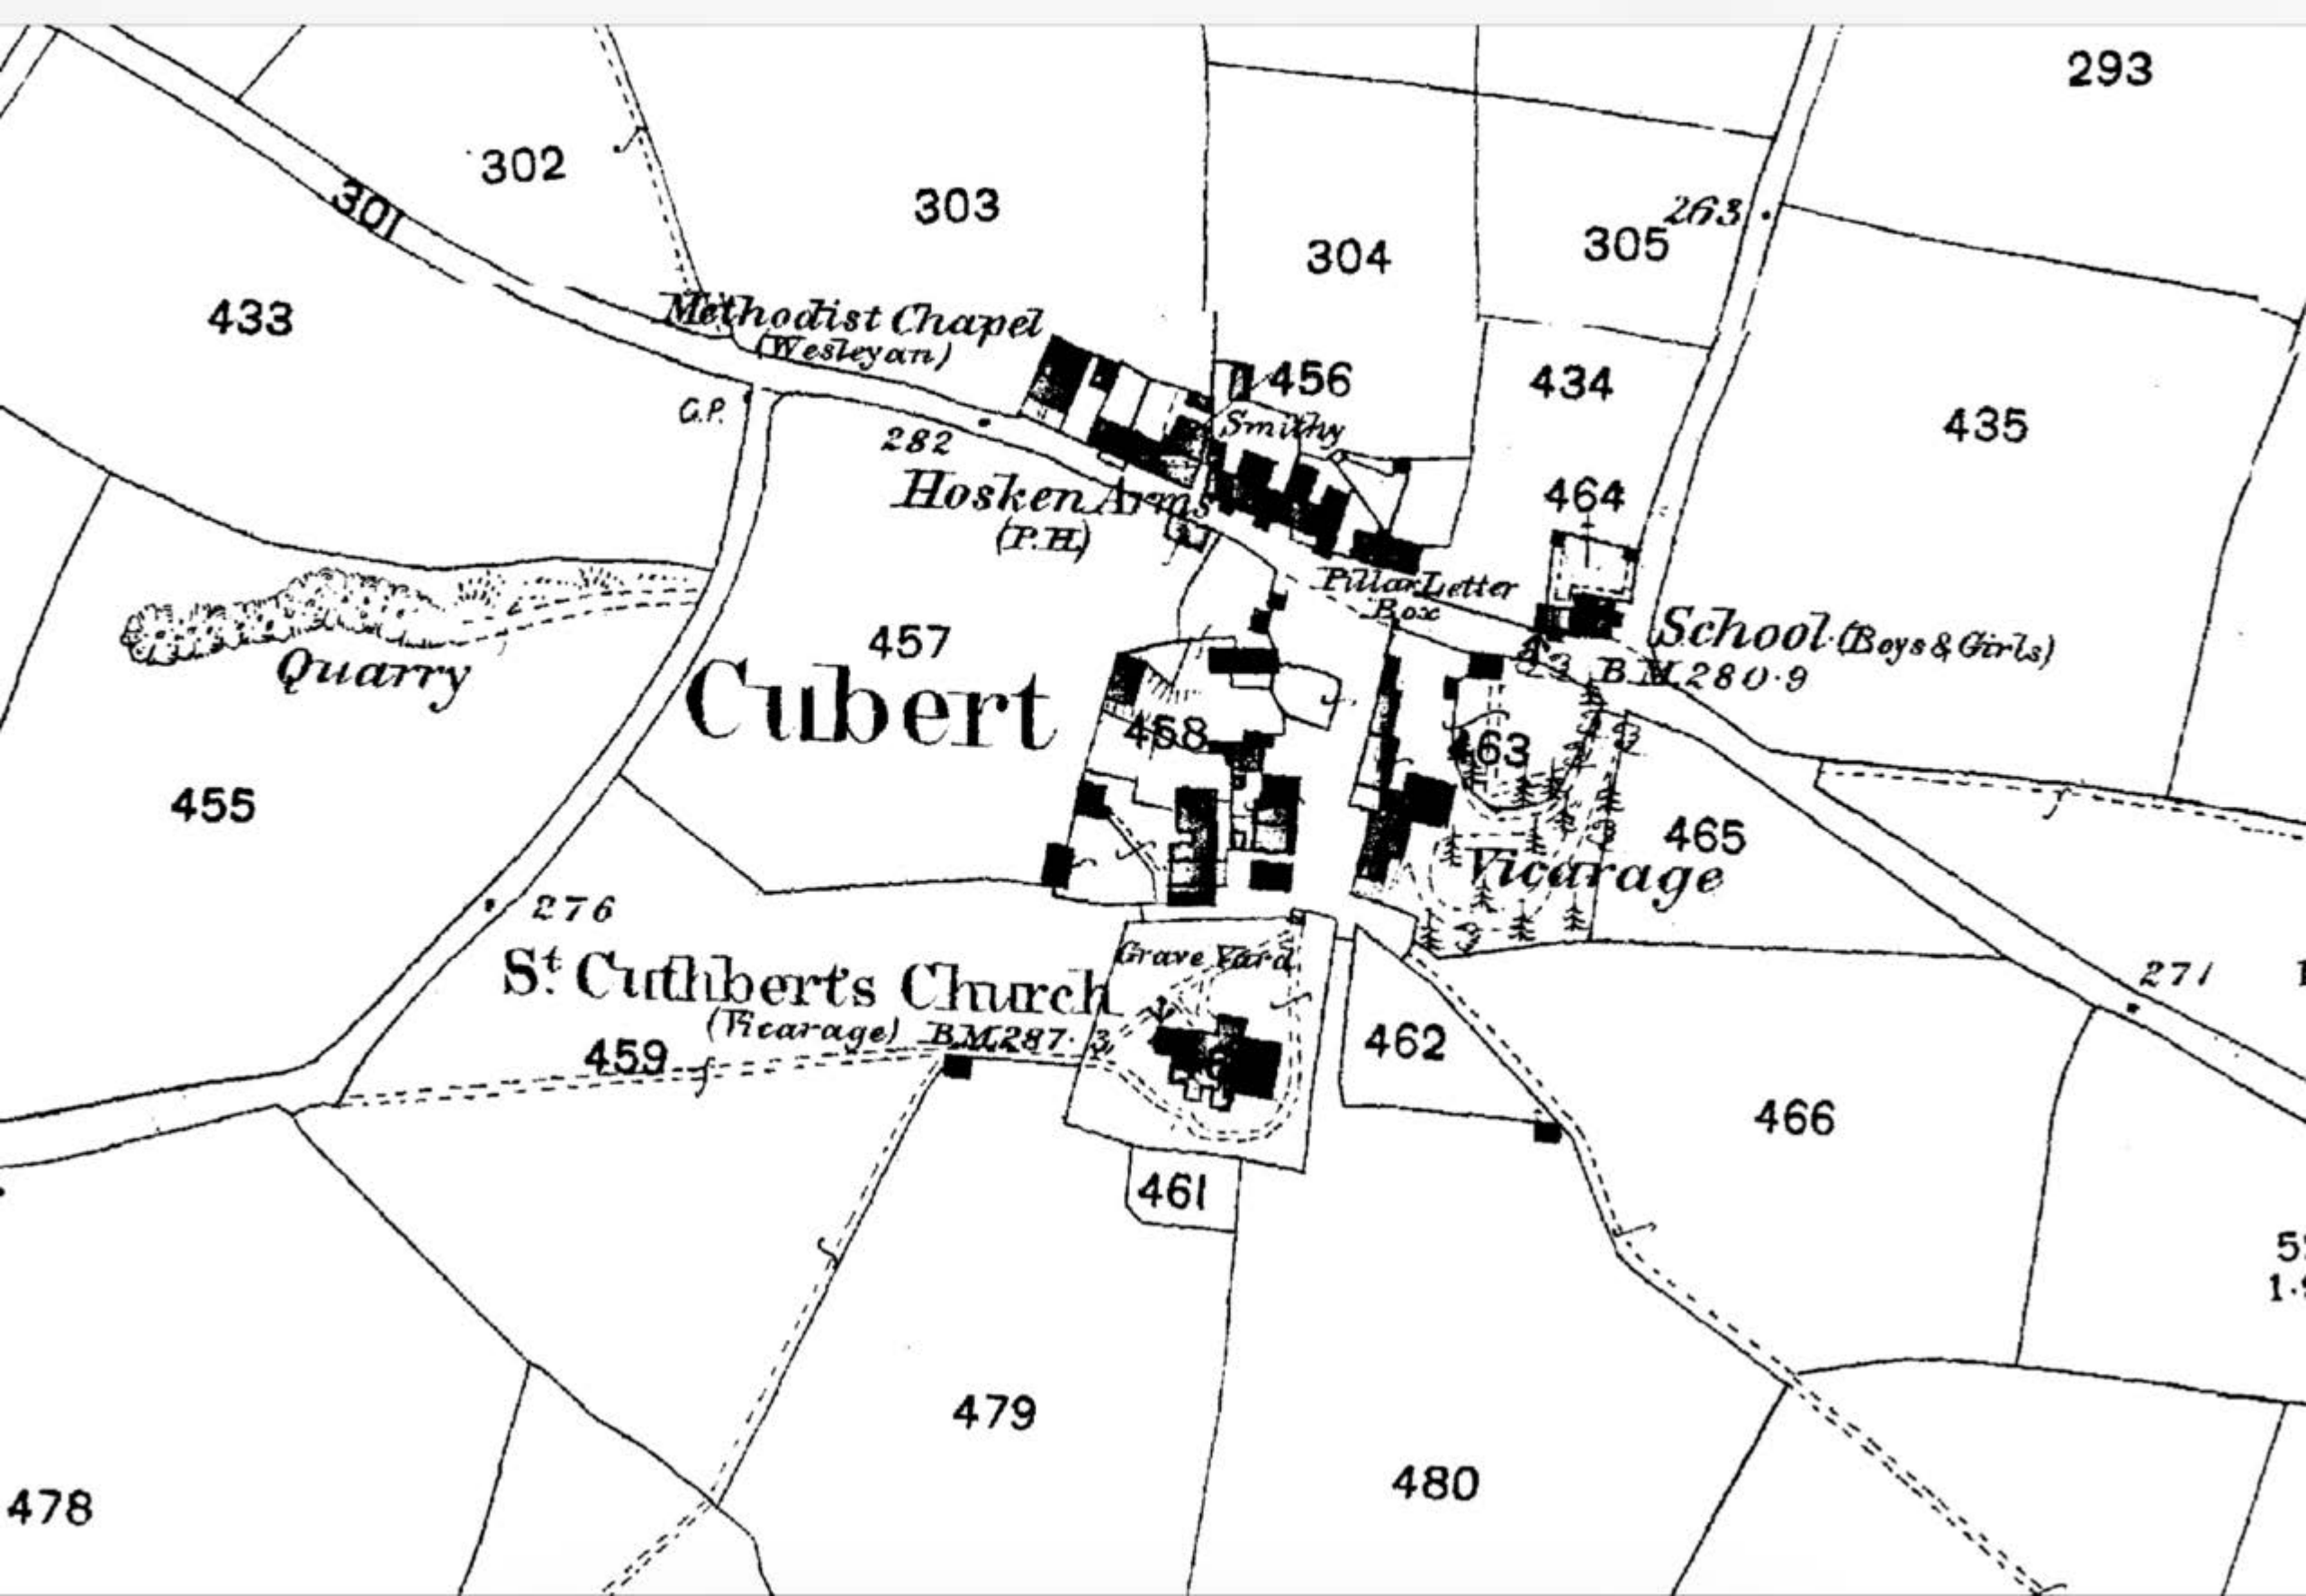 293
302
301
303
263
304
305
433
Methodist Chapel
(Wesleyan)
456
434
435
G.P.
282
Smithy
Hosken Arms
(P.H.)
464
Pillar Letter
Box
School (Boys & Girls)
B.M.280·9
457
Quarry
Cubert
458
463
455
465
Vicarage
276
Grave Yard
271
St. Cuthbert's Church
(Vicarage) B.M.287·3
459
462
466
461
479
480
478